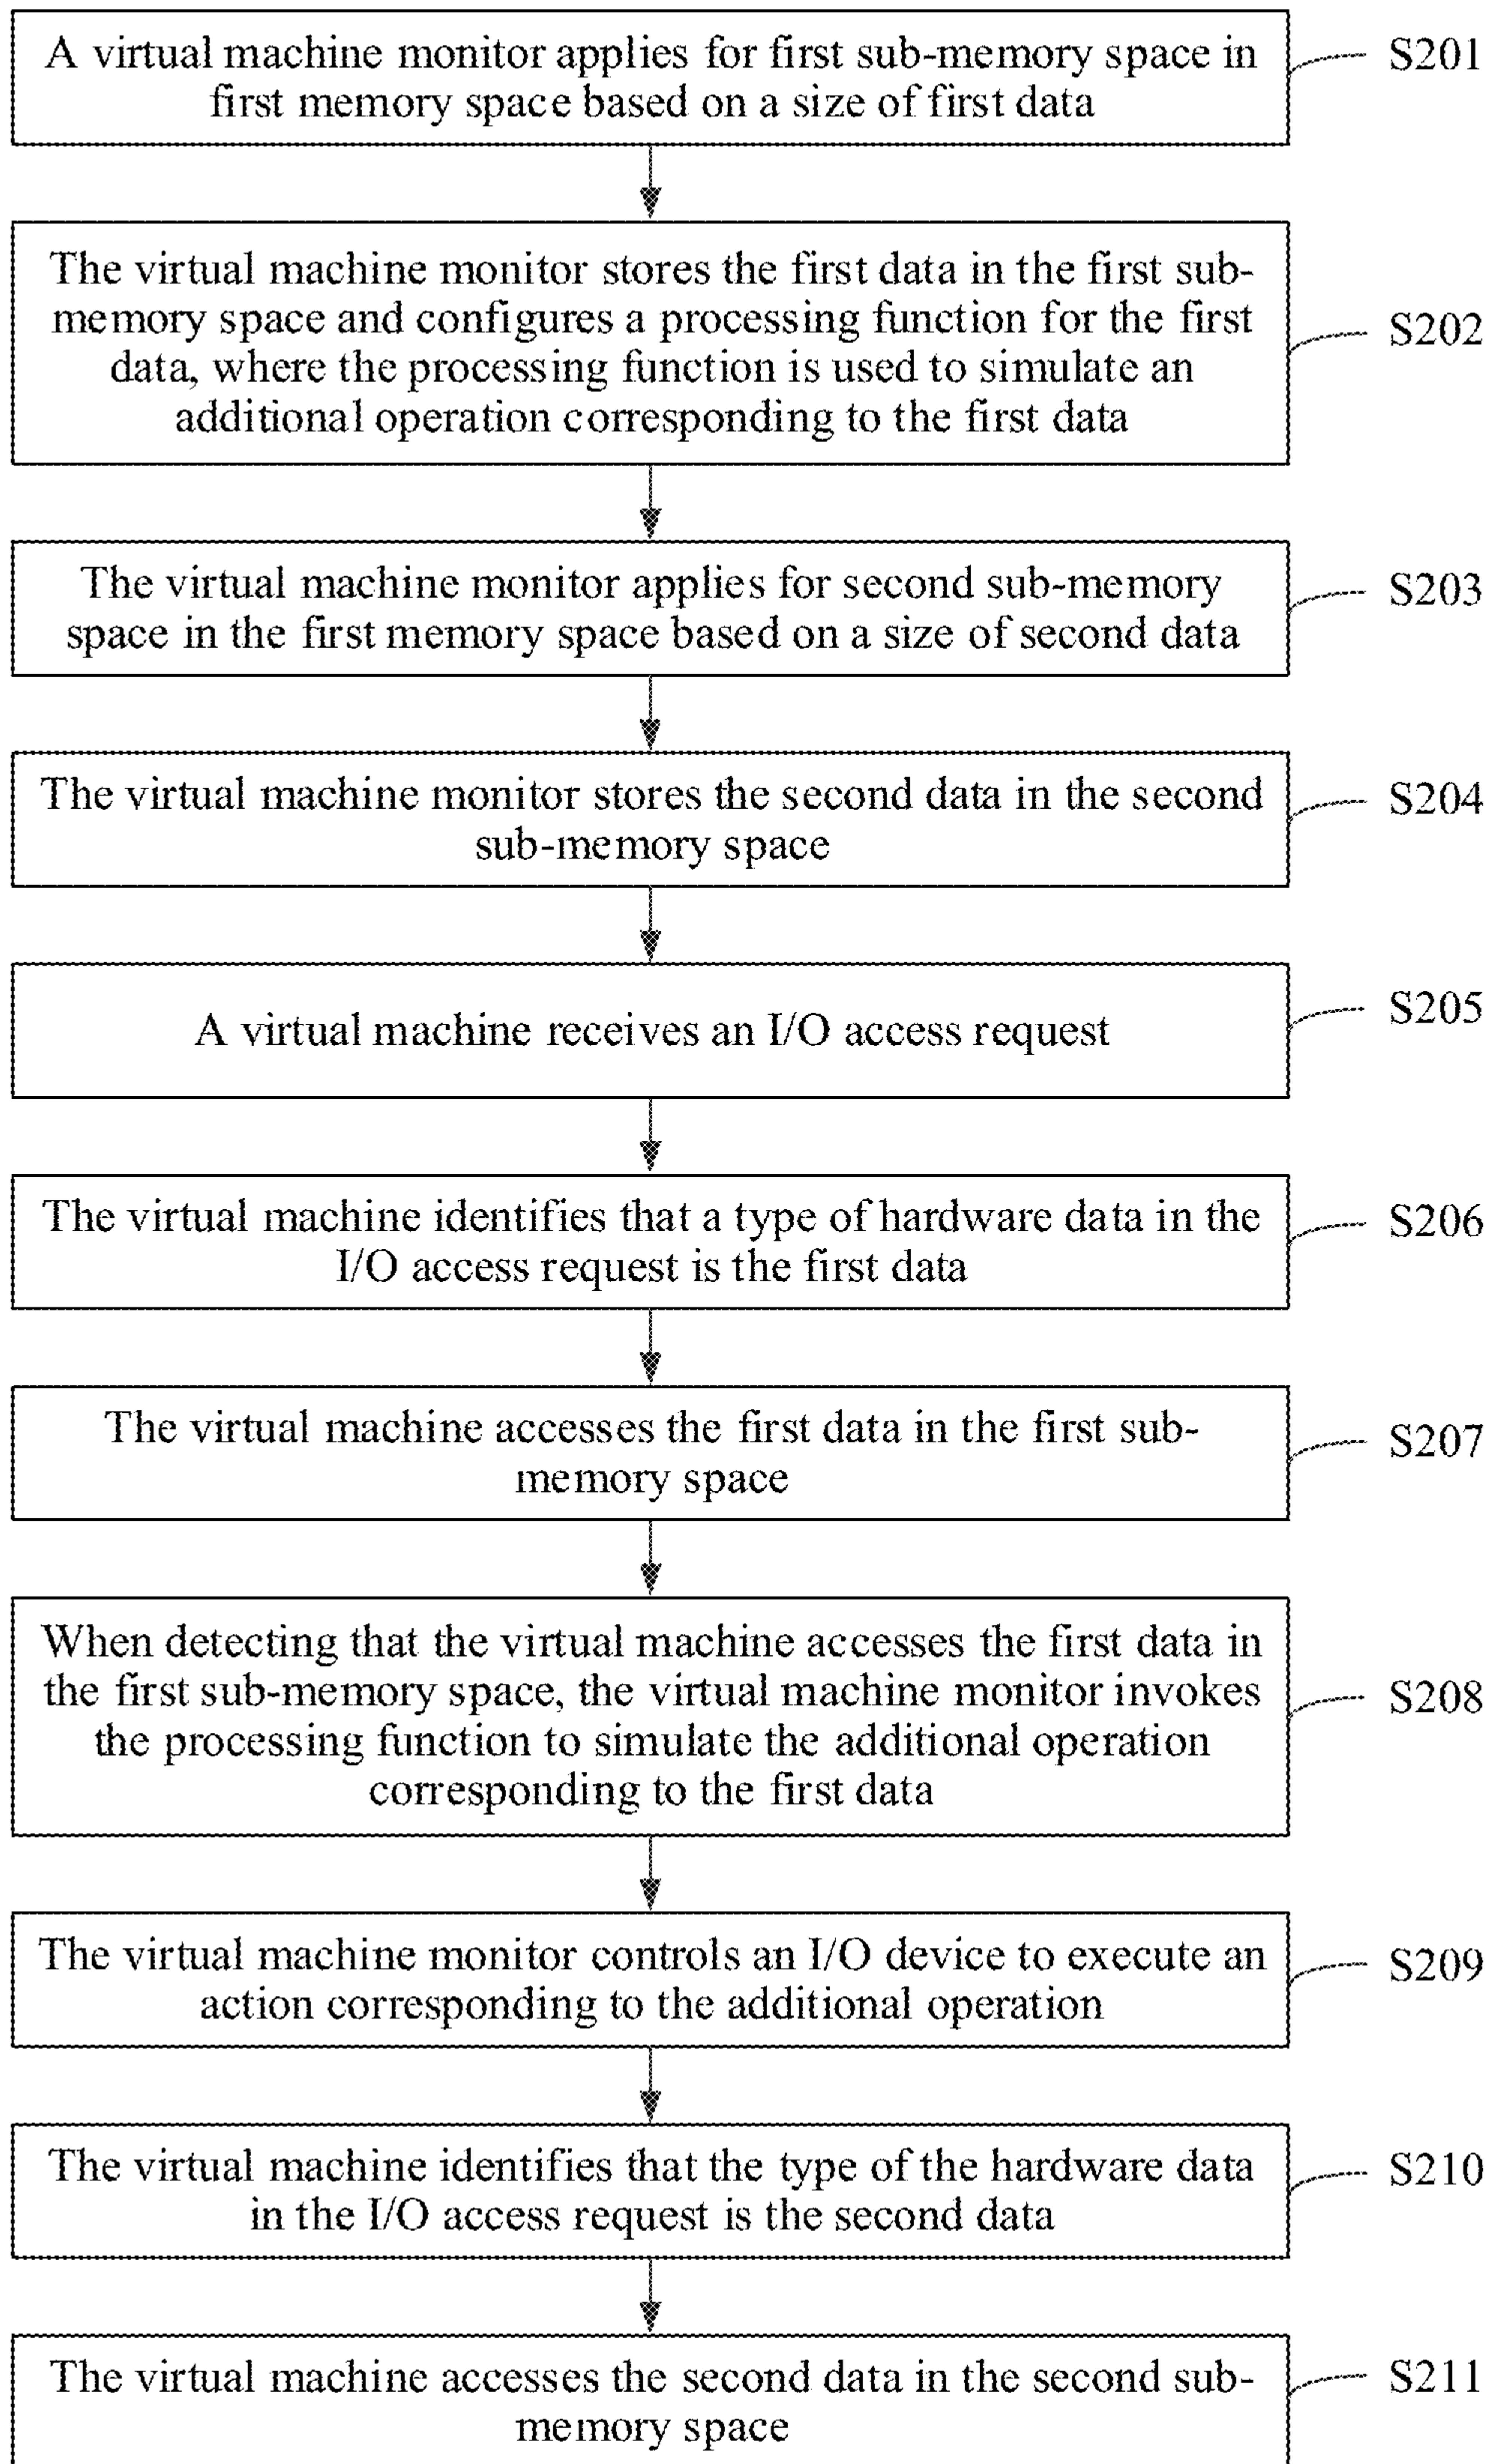 A virtual machine monitor applies for first sub-memory space in
first memory space based on a size of first data
S201
The virtual machine monitor stores the first data in the first sub-
memory space and configures a processing function for the first
data, where the processing function is used to simulate an
additional operation corresponding to the first data
S202
The virtual machine monitor applies for second sub-memory
space in the first memory space based on a size of second data
S203
The virtual machine monitor stores the second data in the second
sub-memory space
S204
A virtual machine receives an I/O access request
S205
The virtual machine identifies that a type of hardware data in the
I/O access request is the first data
S206
The virtual machine accesses the first data in the first sub-
memory space
S207
When detecting that the virtual machine accesses the first data in
the first sub-memory space, the virtual machine monitor invokes
the processing function to simulate the additional operation
corresponding to the first data
S208
The virtual machine monitor controls an I/O device to execute an
action corresponding to the additional operation
S209
The virtual machine identifies that the type of the hardware data
in the I/O access request is the second data
S210
The virtual machine accesses the second data in the second sub-
memory space
S211